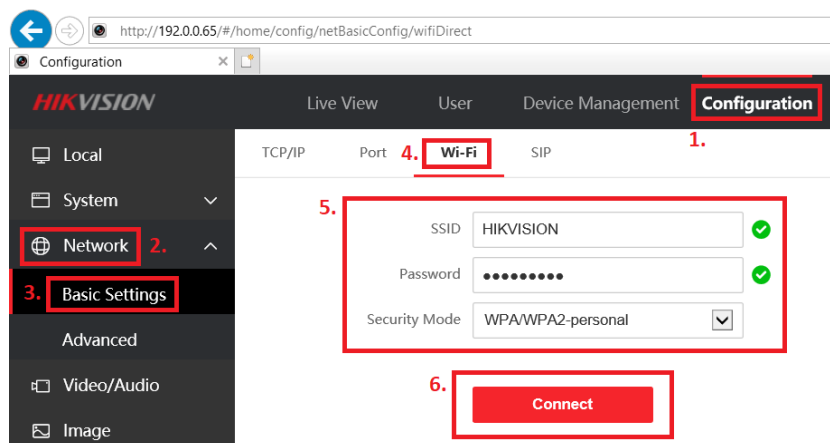 http://192.0.0.65/#/home/config/netBasicConfig/wifiDirect
Configuration
HIKVISION Live View User Device Management Configuration
1.
Local TCP/IP Port 4. Wi-Fi SIP
System
5.
SSID HIKVISION
Network 2.
Password ●●●●●●●●●
3. Basic Settings
Security Mode WPA/WPA2-personal
Advanced
Video/Audio 6.
Connect
Image